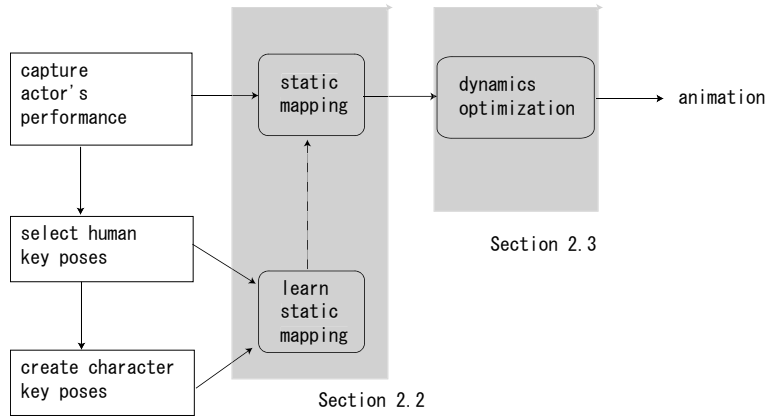 capture
actor's
performance
static
mapping
dynamics
optimization
animation
select human
key poses
Section 2.3
learn
static
mapping
create character
key poses
Section 2.2